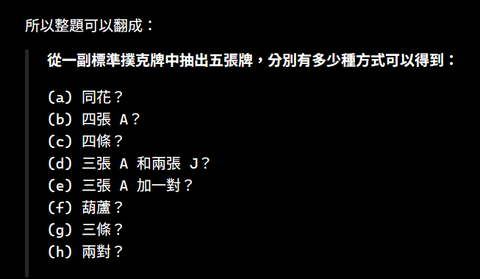 所以整題可以翻成：
從一副標準撲克牌中抽出五張牌，分別有多少種方式可以得到：
(a) 同花？
(b) 四張 A？
(c) 四條？
(d) 三張 A 和兩張 J？
(e) 三張 A 加一對？
(f) 葫蘆？
(g) 三條？
(h) 兩對？